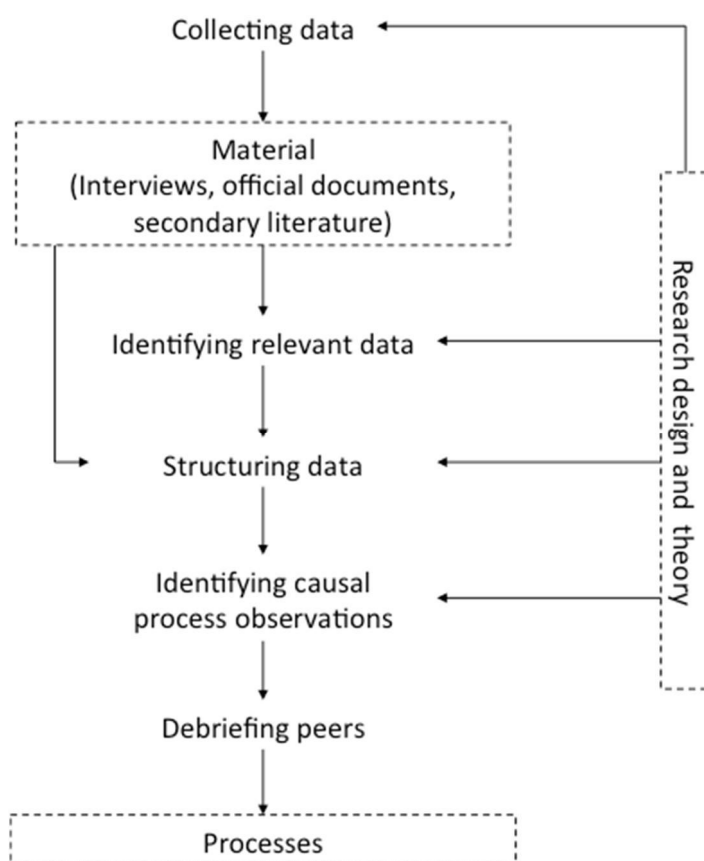 Collecting data
Material
(Interviews, official documents,
secondary literature)
Identifying relevant data
Structuring data
Identifying causal
process observations
Debriefing peers
Processes
Research design and theory